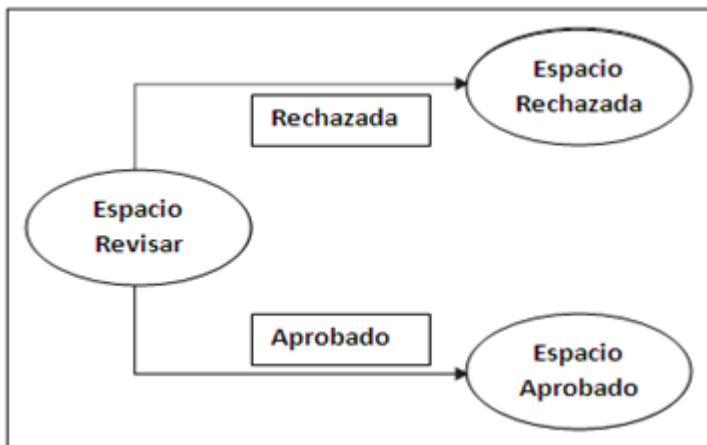 Espacio
Rechazada
Rechazada
Espacio
Revisar
Aprobado
Espacio
Aprobado